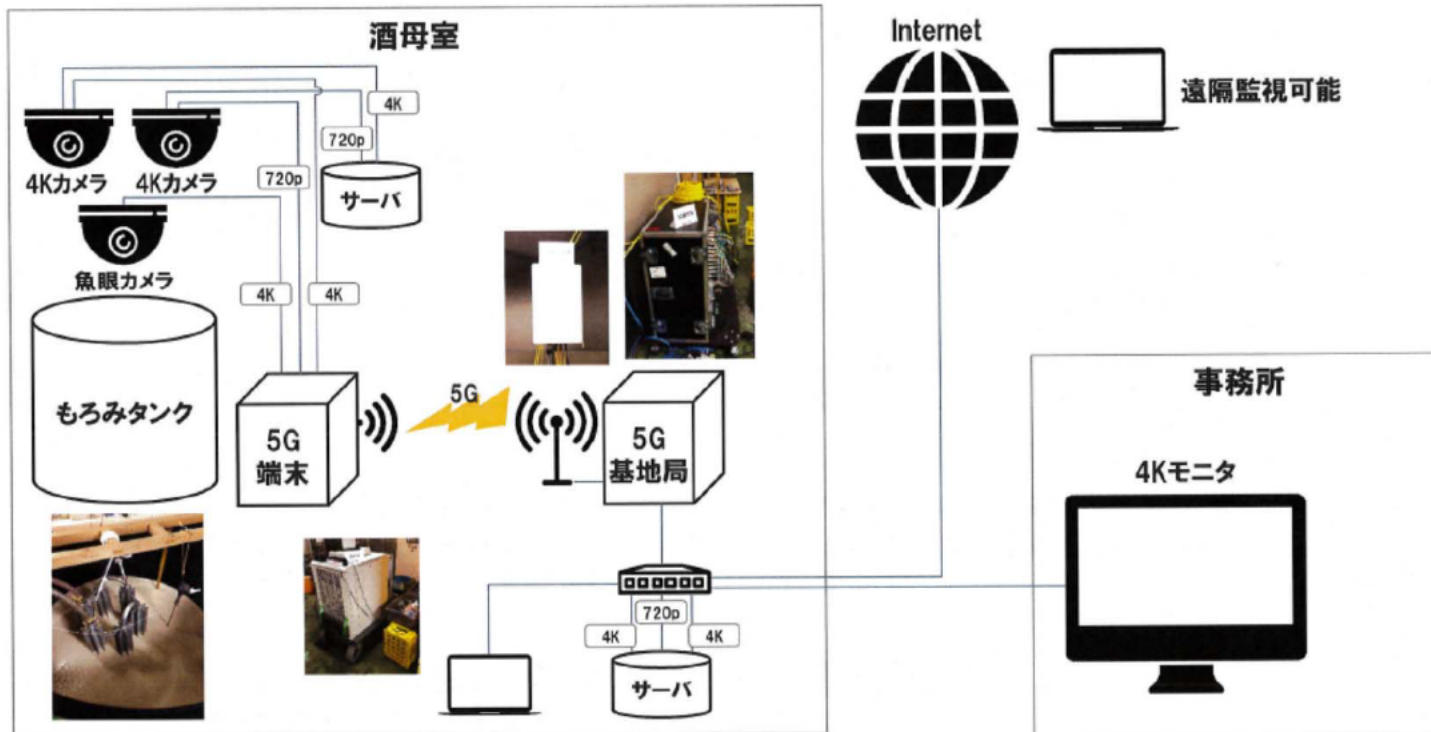 酒母室
4Kカメラ
4Kカメラ
4K
720p
720p
サーバ
魚眼カメラ
4K
4K
もろみタンク
5G
端末
5G
5G
基地局
720p
4K
4K
サーバ
Internet
遠隔監視可能
事務所
4Kモニタ